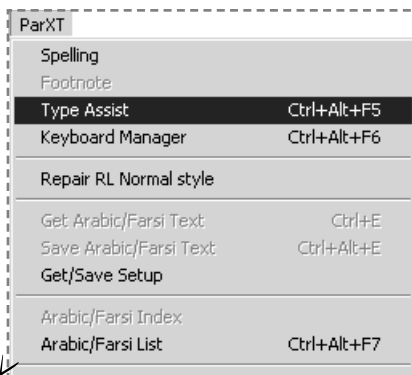 ParXT
Spelling
Footnote
Type Assist Ctrl+Alt+F5
Keyboard Manager Ctrl+Alt+F6
Repair RL Normal style
Get Arabic/Farsi Text Ctrl+E
Save Arabic/Farsi Text Ctrl+Alt+E
Get/Save Setup
Arabic/Farsi Index
Arabic/Farsi List Ctrl+Alt+F7